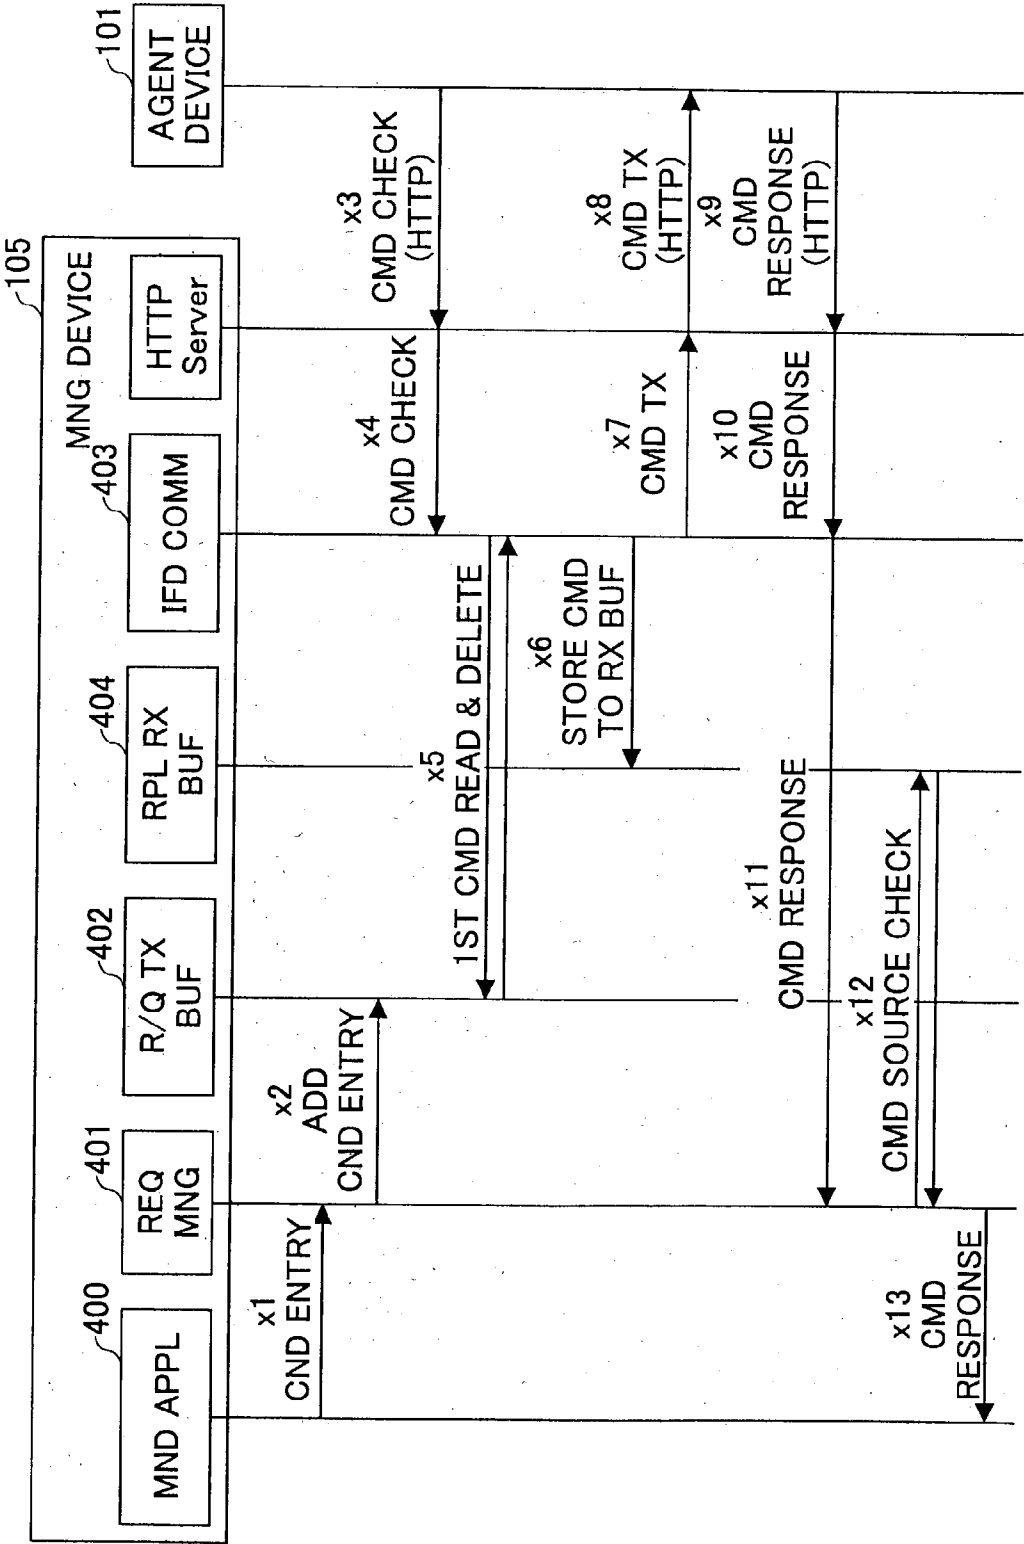 105
MNG DEVICE
400
MND APPL
401
REQ
MNG
402
R/Q TX
BUF
404
RPL RX
BUF
403
IFD COMM
HTTP
Server
101
AGENT
DEVICE
x1
CND ENTRY
x2
ADD
CND ENTRY
x3
CMD CHECK
(HTTP)
x4
CMD CHECK
x5
1ST CMD READ & DELETE
x6
STORE CMD
TO RX BUF
x7
CMD TX
x8
CMD TX
(HTTP)
x9
CMD
RESPONSE
(HTTP)
x10
CMD
RESPONSE
x11
CMD RESPONSE
x12
CMD SOURCE CHECK
x13
CMD
RESPONSE